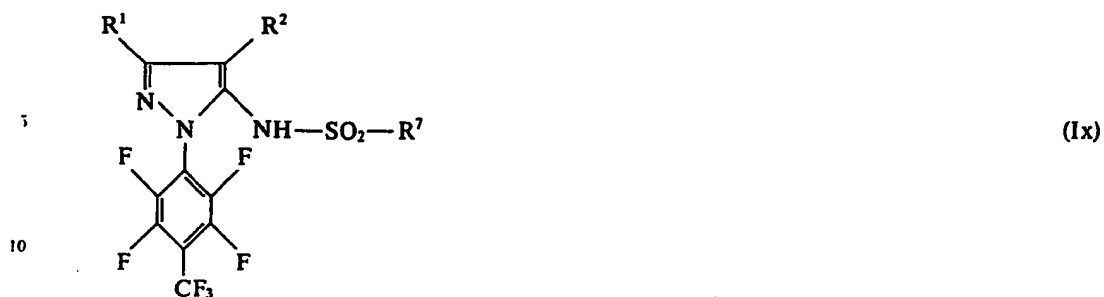 R¹ R²
N
5 N NH—SO₂—R⁷ (Ix)
F F
10 F F
CF₃